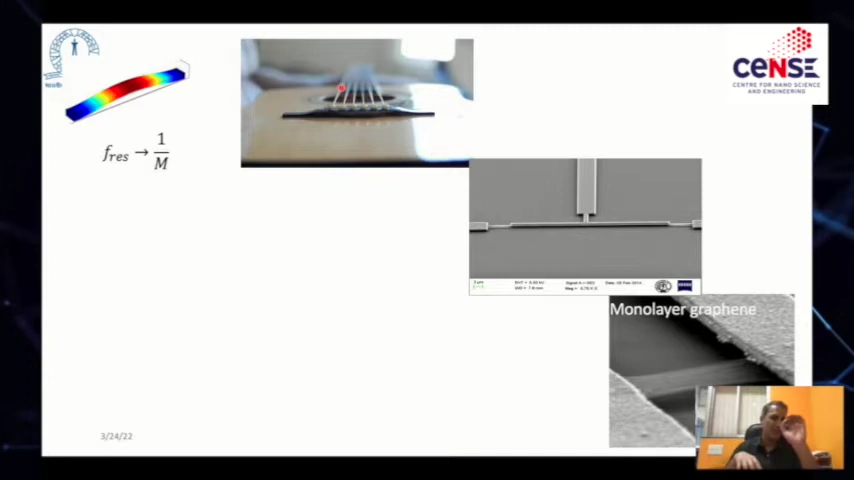 CeNSE
CENTRE FOR NANO SCIENCE
AND ENGINEERING
f_res → 1/M
Monolayer graphene
3/24/22